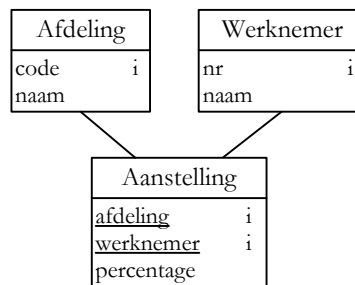 Afdeling
code i
naam
Werknemer
nr i
naam
Aanstelling
afdeling i
werknemer i
percentage